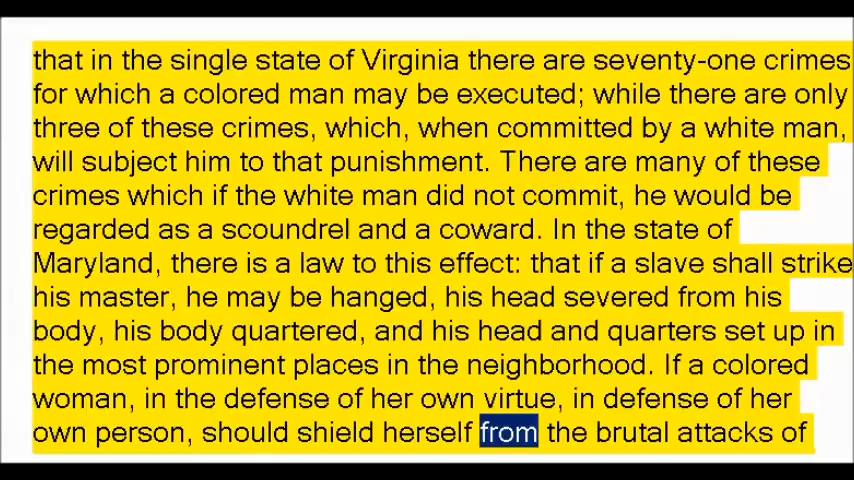 that in the single state of Virginia there are seventy-one crimes
for which a colored man may be executed; while there are only
three of these crimes, which, when committed by a white man,
will subject him to that punishment. There are many of these
crimes which if the white man did not commit, he would be
regarded as a scoundrel and a coward. In the state of
Maryland, there is a law to this effect: that if a slave shall strike
his master, he may be hanged, his head severed from his
body, his body quartered, and his head and quarters set up in
the most prominent places in the neighborhood. If a colored
woman, in the defense of her own virtue, in defense of her
own person, should shield herself from the brutal attacks of